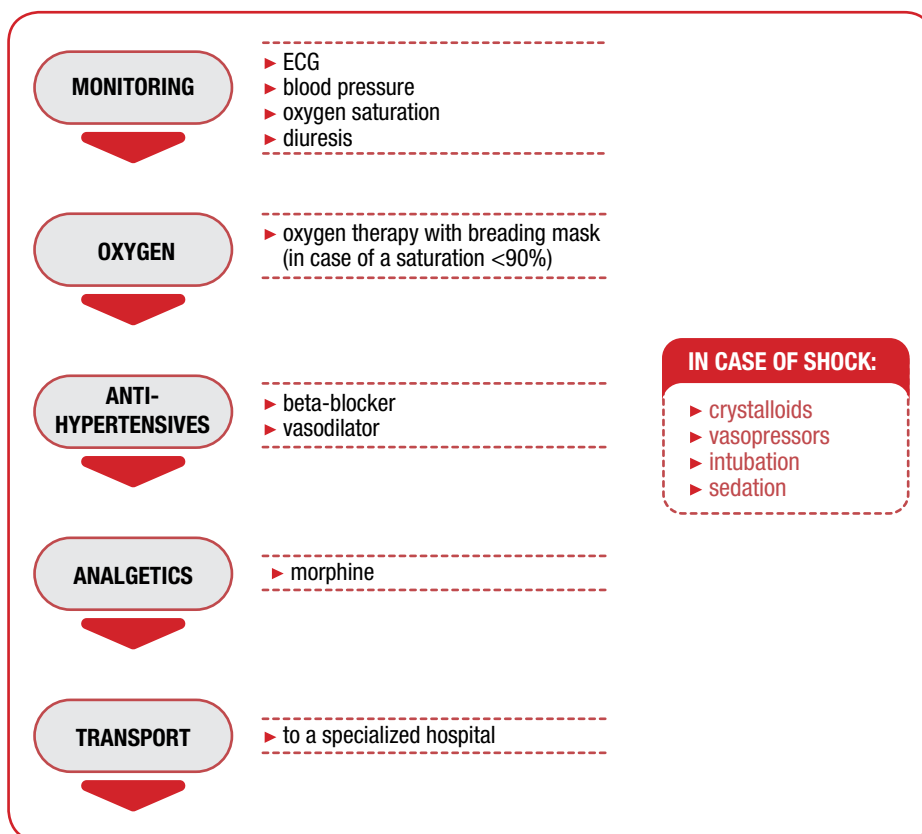 MONITORING
► ECG
► blood pressure
► oxygen saturation
► diuresis
OXYGEN
► oxygen therapy with breading mask
(in case of a saturation <90%)
ANTI-
HYPERTENSIVES
► beta-blocker
► vasodilator
IN CASE OF SHOCK:
► crystalloids
► vasopressors
► intubation
► sedation
ANALGETICS
► morphine
TRANSPORT
► to a specialized hospital